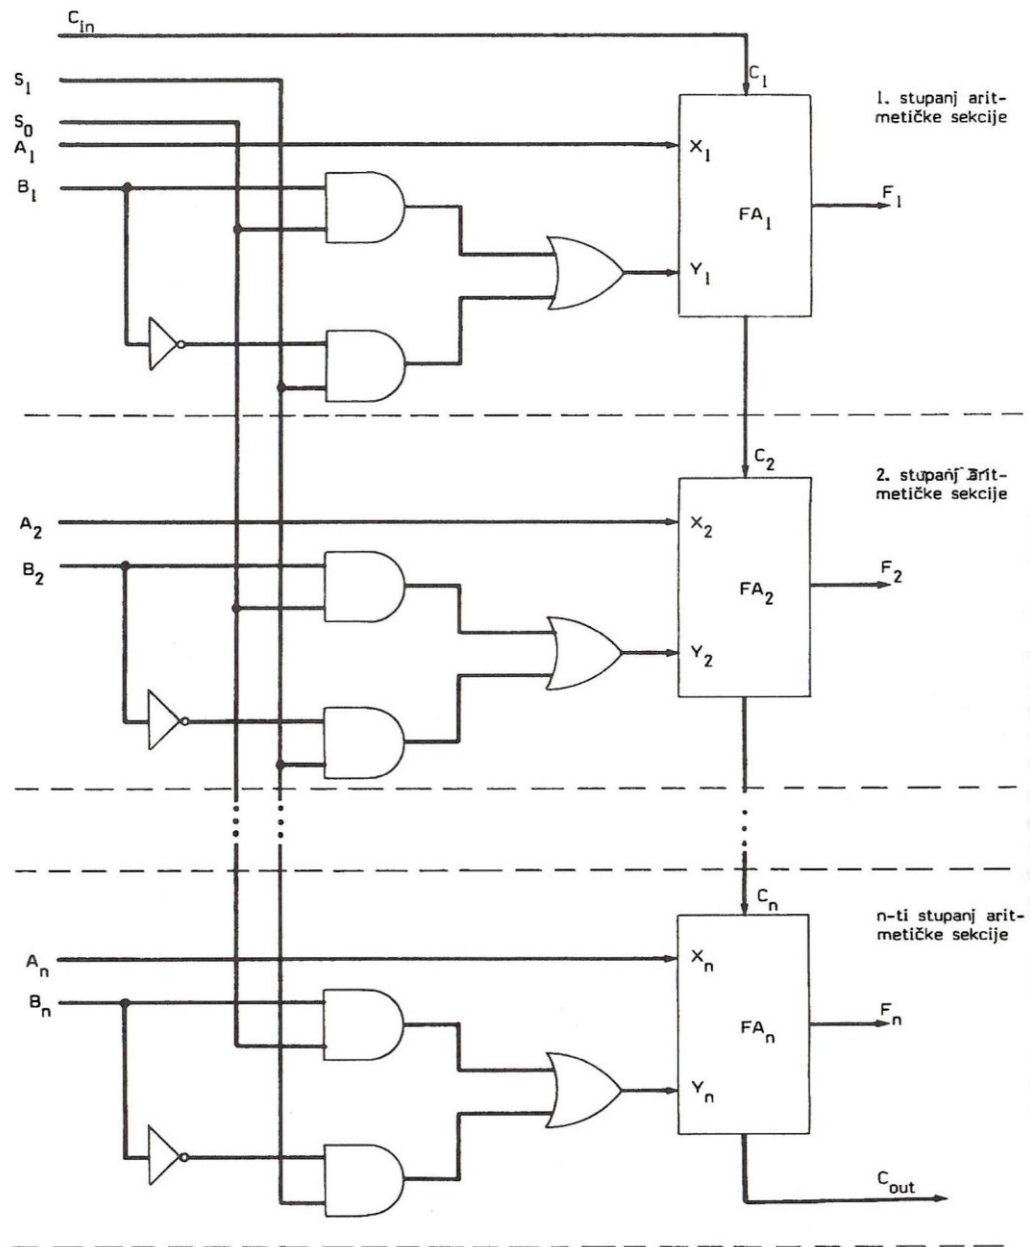 C_in
S_1
C_1
1. stupanj arit-
metičke sekcije
S_0
A_1
X_1
B_1
F_1
FA_1
Y_1
C_2
2. stupanj arit-
metičke sekcije
A_2
X_2
B_2
F_2
FA_2
Y_2
C_n
n-ti stupanj arit-
metičke sekcije
A_n
X_n
B_n
F_n
FA_n
Y_n
C_out